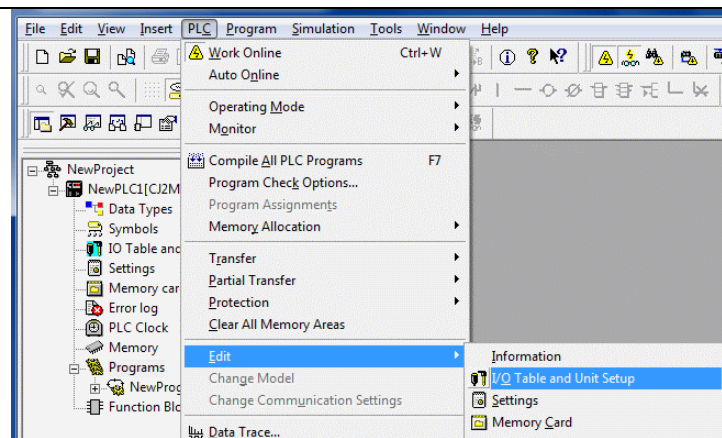 File Edit View Insert PLC Program Simulation Tools Window Help
Work Online Ctrl+W
Auto Online
Operating Mode
Monitor
Compile All PLC Programs F7
Program Check Options...
Program Assignments
Memory Allocation
Transfer
Partial Transfer
Protection
Clear All Memory Areas
Edit
Change Model
Change Communication Settings
Data Trace...
Information
I/O Table and Unit Setup
Settings
Memory Card
NewProject
NewPLC1[CJ2M
Data Types
Symbols
IO Table and
Settings
Memory car
Error log
PLC Clock
Memory
Programs
NewProg
Function Blo